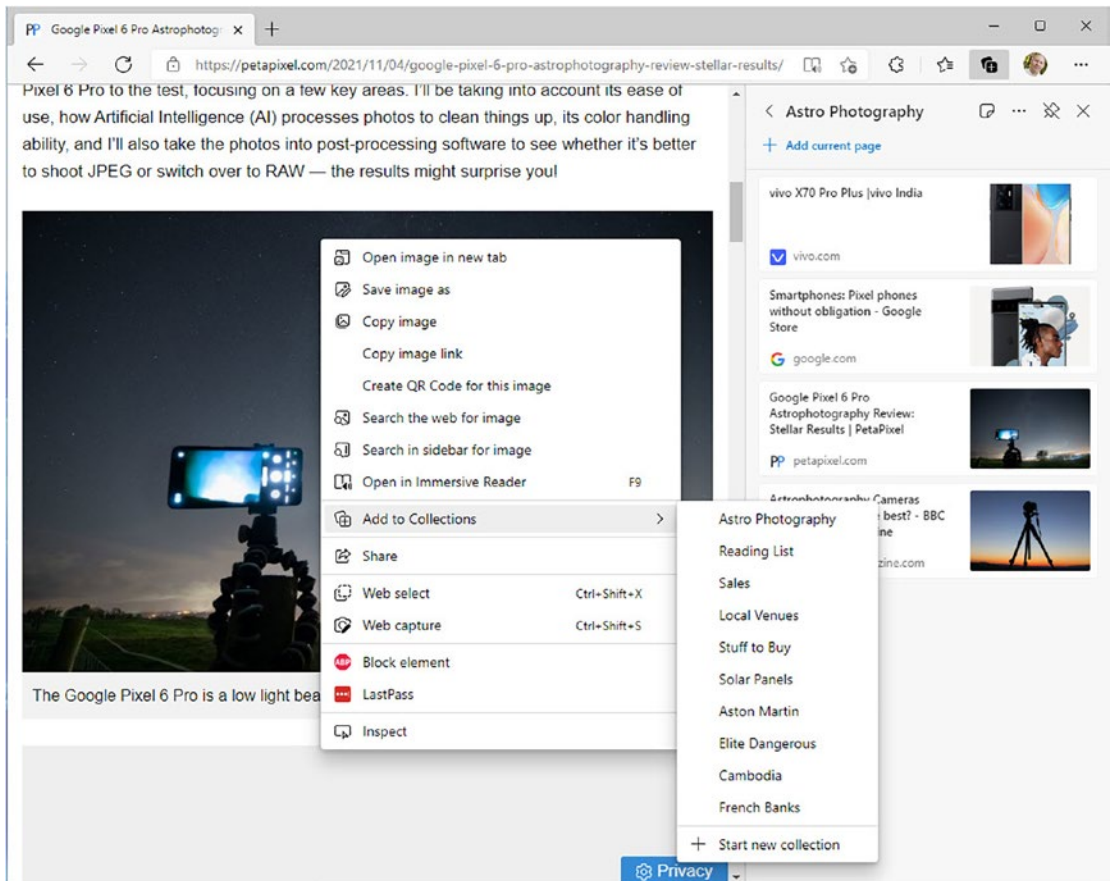 Google Pixel 6 Pro Astrophotogr
https://petapixel.com/2021/11/04/google-pixel-6-pro-astrophotography-review-stellar-results/
Pixel 6 Pro to the test, focusing on a few key areas. I'll be taking into account its ease of
use, how Artificial Intelligence (AI) processes photos to clean things up, its color handling
ability, and I'll also take the photos into post-processing software to see whether it's better
to shoot JPEG or switch over to RAW — the results might surprise you!
Open image in new tab
Save image as
Copy image
Copy image link
Create QR Code for this image
Search the web for image
Search in sidebar for image
Open in Immersive Reader F9
Add to Collections
Share
Web select Ctrl+Shift+X
Web capture Ctrl+Shift+S
ABP Block element
LastPass
Inspect
The Google Pixel 6 Pro is a low light bea
Astro Photography
Reading List
Sales
Local Venues
Stuff to Buy
Solar Panels
Aston Martin
Elite Dangerous
Cambodia
French Banks
Start new collection
Privacy
Astro Photography
Add current page
vivo X70 Pro Plus |vivo India
vivo.com
Smartphones: Pixel phones
without obligation - Google
Store
google.com
Google Pixel 6 Pro
Astrophotography Review:
Stellar Results | PetaPixel
PP petapixel.com
Astrophotography Cameras
best? - BBC
ine
zine.com